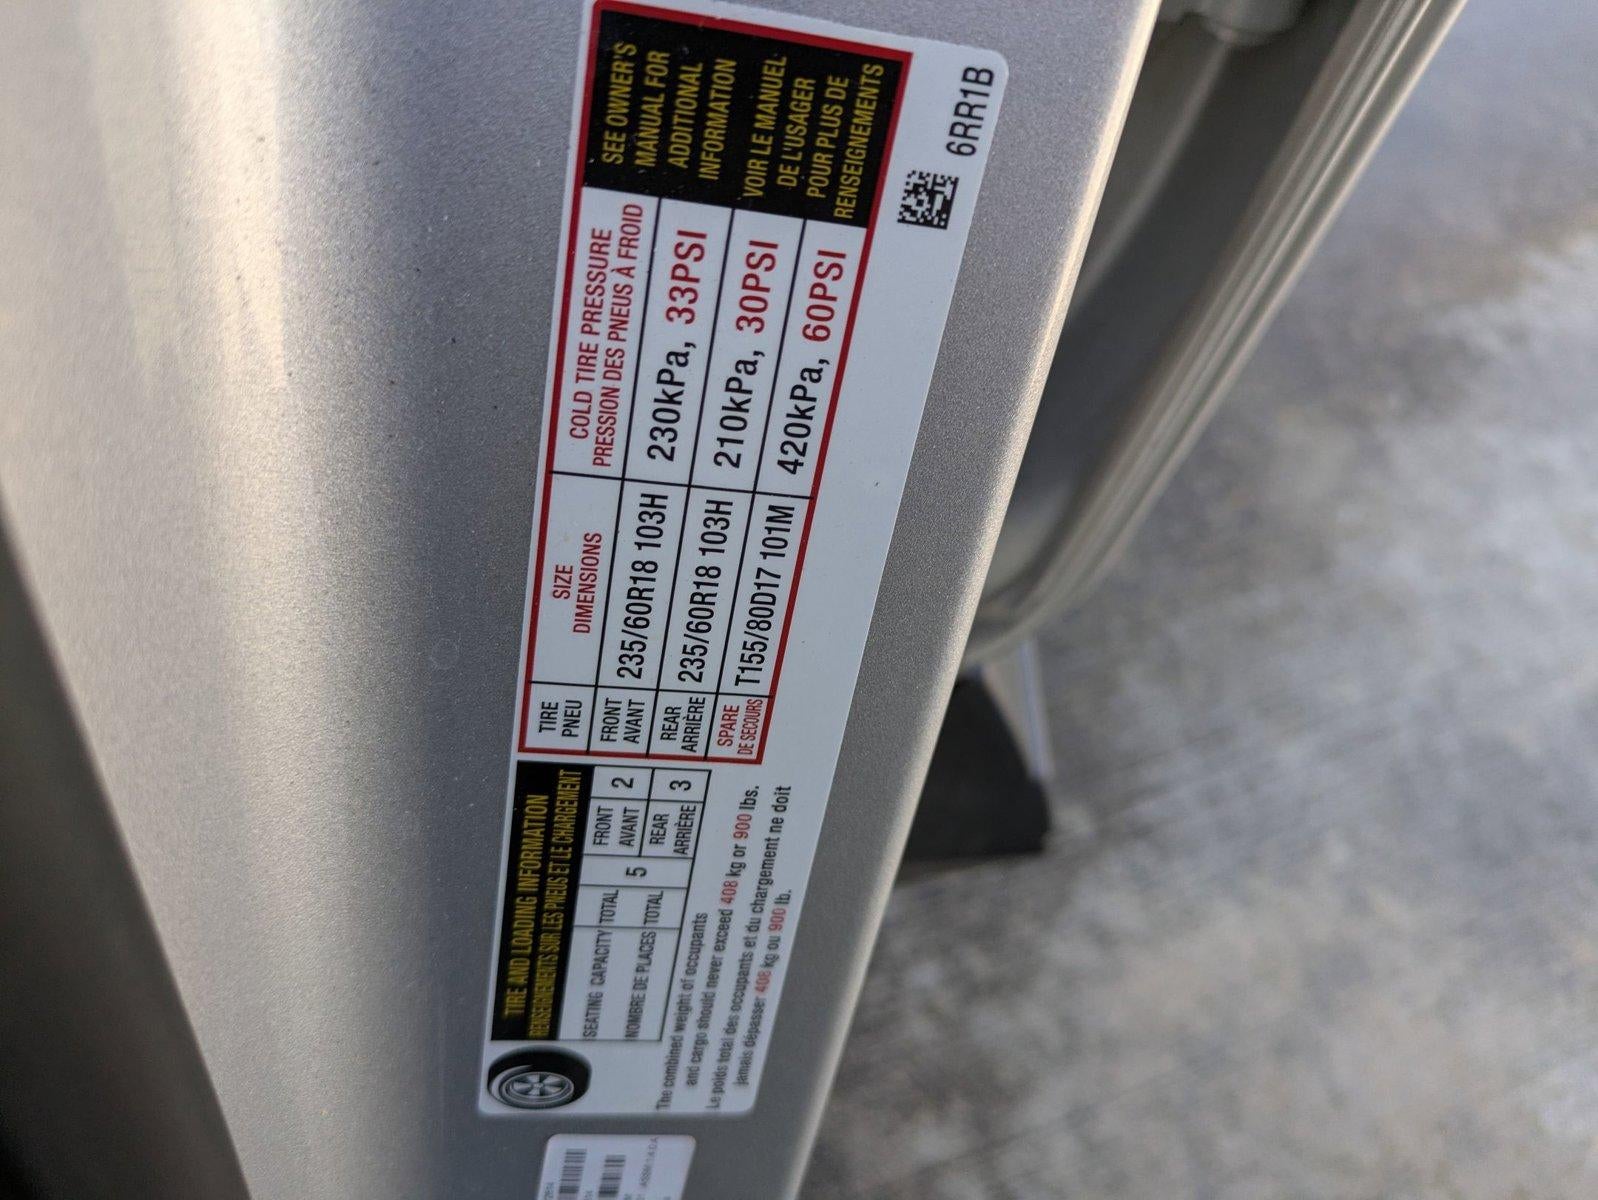 TIRE AND LOADING INFORMATION
RENSEIGNEMENTS SUR LES PNEUS ET LE CHARGEMENT
SEATING CAPACITY TOTAL 5 FRONT 2
NOMBRE DE PLACES TOTAL AVANT
REAR 3
ARRIÈRE
The combined weight of occupants
and cargo should never exceed 408 kg or 900 lbs.
Le poids total des occupants et du chargement ne doit
jamais dépasser 408 kg ou 900 lb.
TIRE SIZE COLD TIRE PRESSURE
PNEU DIMENSIONS PRESSION DES PNEUS À FROID
FRONT 235/60R18 103H 230kPa, 33PSI
AVANT
REAR 235/60R18 103H 210kPa, 30PSI
ARRIÈRE
SPARE T155/80D17 101M 420kPa, 60PSI
DE SECOURS
SEE OWNER'S
MANUAL FOR
ADDITIONAL
INFORMATION
VOIR LE MANUEL
DE L'USAGER
POUR PLUS DE
RENSEIGNEMENTS
6RR1B